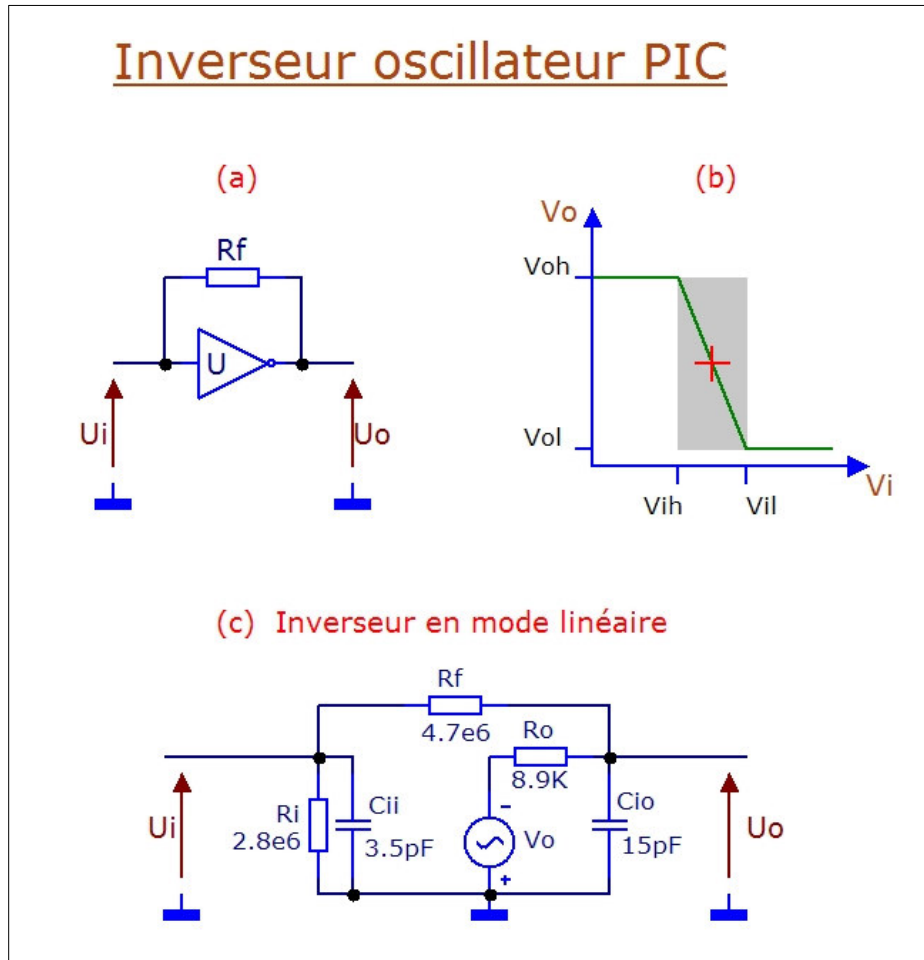 Inverseur oscillateur PIC
(a)
Rf
U
Ui
Uo
(b)
Vo
Voh
Vol
Vih
Vil
Vi
(c) Inverseur en mode linéaire
Rf
4.7e6
Ro
8.9K
Ri
2.8e6
Cii
3.5pF
-
Vo
+
Cio
15pF
Ui
Uo